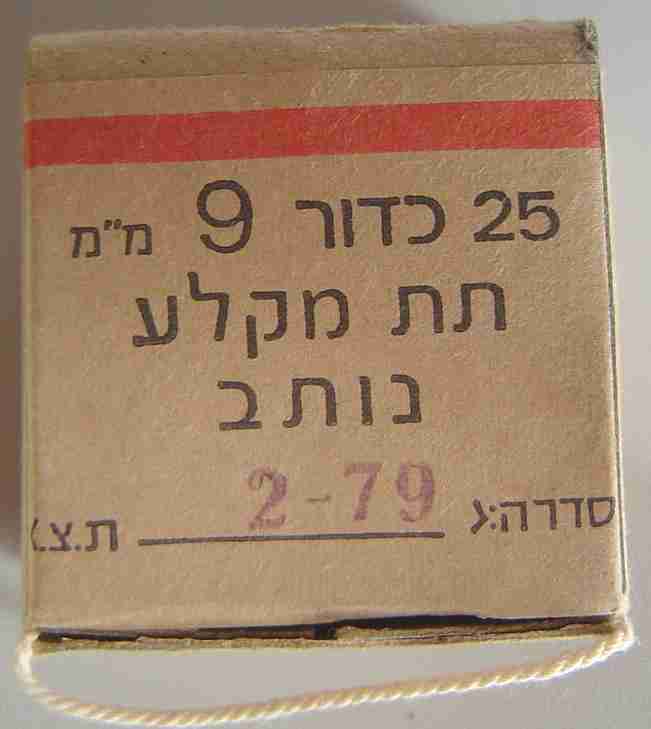 25 כדור 9 מ"מ
תת מקלע
נותב
סדרה: 2-79 ת.צ.